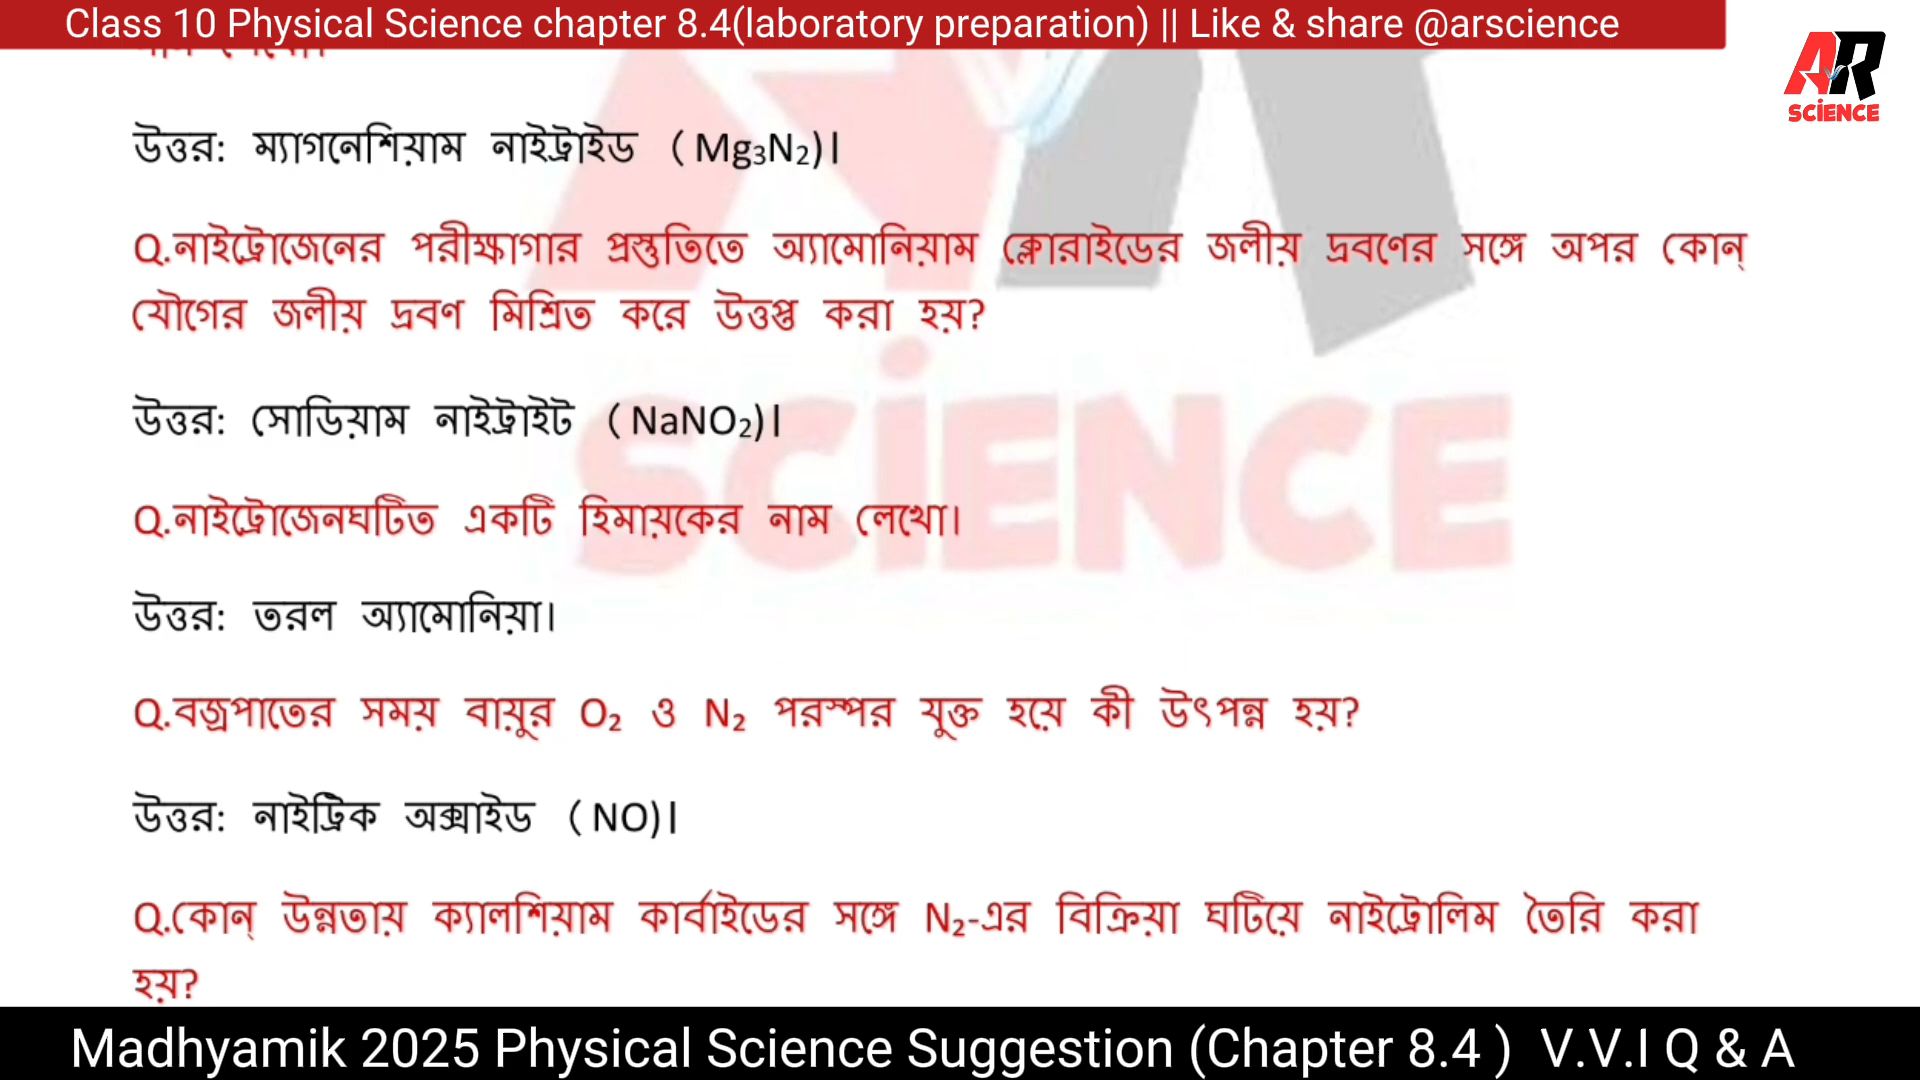 Class 10 Physical Science chapter 8.4(laboratory preparation) || Like & share @arscience
AR
SCiENCE
উত্তর: ম্যাগনেশিয়াম নাইট্রাইড (Mg₃N₂)।
Q.নাইট্রোজেনের পরীক্ষাগার প্রস্তুতিতে অ্যামোনিয়াম ক্লোরাইডের জলীয় দ্রবণের সঙ্গে অপর কোন্
যৌগের জলীয় দ্রবণ মিশ্রিত করে উত্তপ্ত করা হয়?
উত্তর: সোডিয়াম নাইট্রাইট (NaNO₂)।
SCiENCE
Q.নাইট্রোজেনঘটিত একটি হিমায়কের নাম লেখো।
উত্তর: তরল অ্যামোনিয়া।
Q.বজ্রপাতের সময় বায়ুর O₂ ও N₂ পরস্পর যুক্ত হয়ে কী উৎপন্ন হয়?
উত্তর: নাইট্রিক অক্সাইড (NO)।
Q.কোন্ উন্নতায় ক্যালশিয়াম কার্বাইডের সঙ্গে N₂-এর বিক্রিয়া ঘটিয়ে নাইট্রোলিম তৈরি করা
হয়?
Madhyamik 2025 Physical Science Suggestion (Chapter 8.4 ) V.V.I Q & A